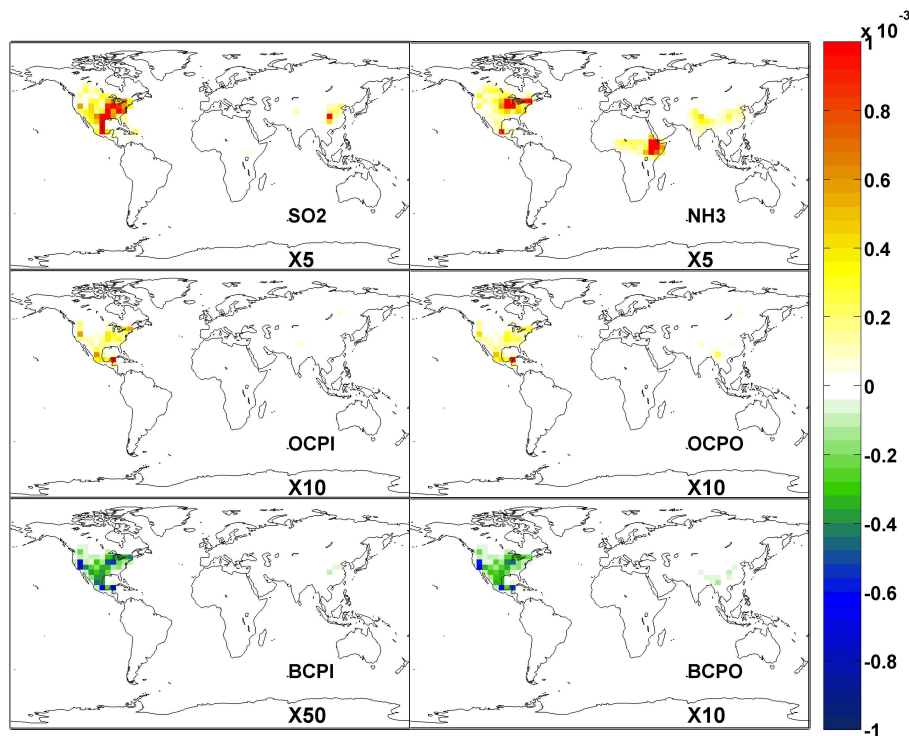 x 10^-3
SO2
X5
NH3
X5
OCPI
X10
OCPO
X10
BCPI
X50
BCPO
X10
1
0.8
0.6
0.4
0.2
0
-0.2
-0.4
-0.6
-0.8
-1